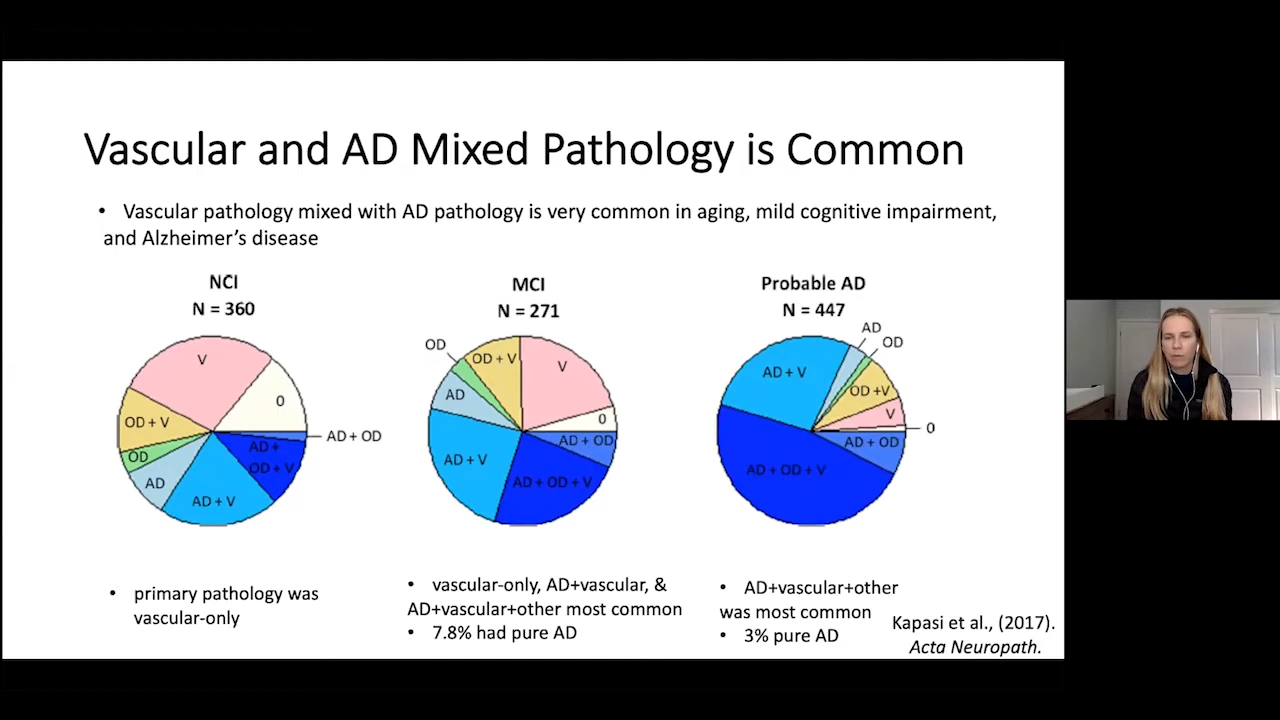 Vascular and AD Mixed Pathology is Common
• Vascular pathology mixed with AD pathology is very common in aging, mild cognitive impairment,
and Alzheimer's disease
NCI
N = 360
V
0
OD + V
OD
AD
AD + V
AD +
OD + V
AD + OD
MCI
N = 271
OD
OD + V
V
AD
0
AD + OD
AD + V
AD + OD + V
Probable AD
N = 447
AD
OD
AD + V
OD +V
V
0
AD + OD
AD + OD + V
• primary pathology was
vascular-only
• vascular-only, AD+vascular, &
AD+vascular+other most common
• 7.8% had pure AD
• AD+vascular+other
was most common
• 3% pure AD
Kapasi et al., (2017).
Acta Neuropath.